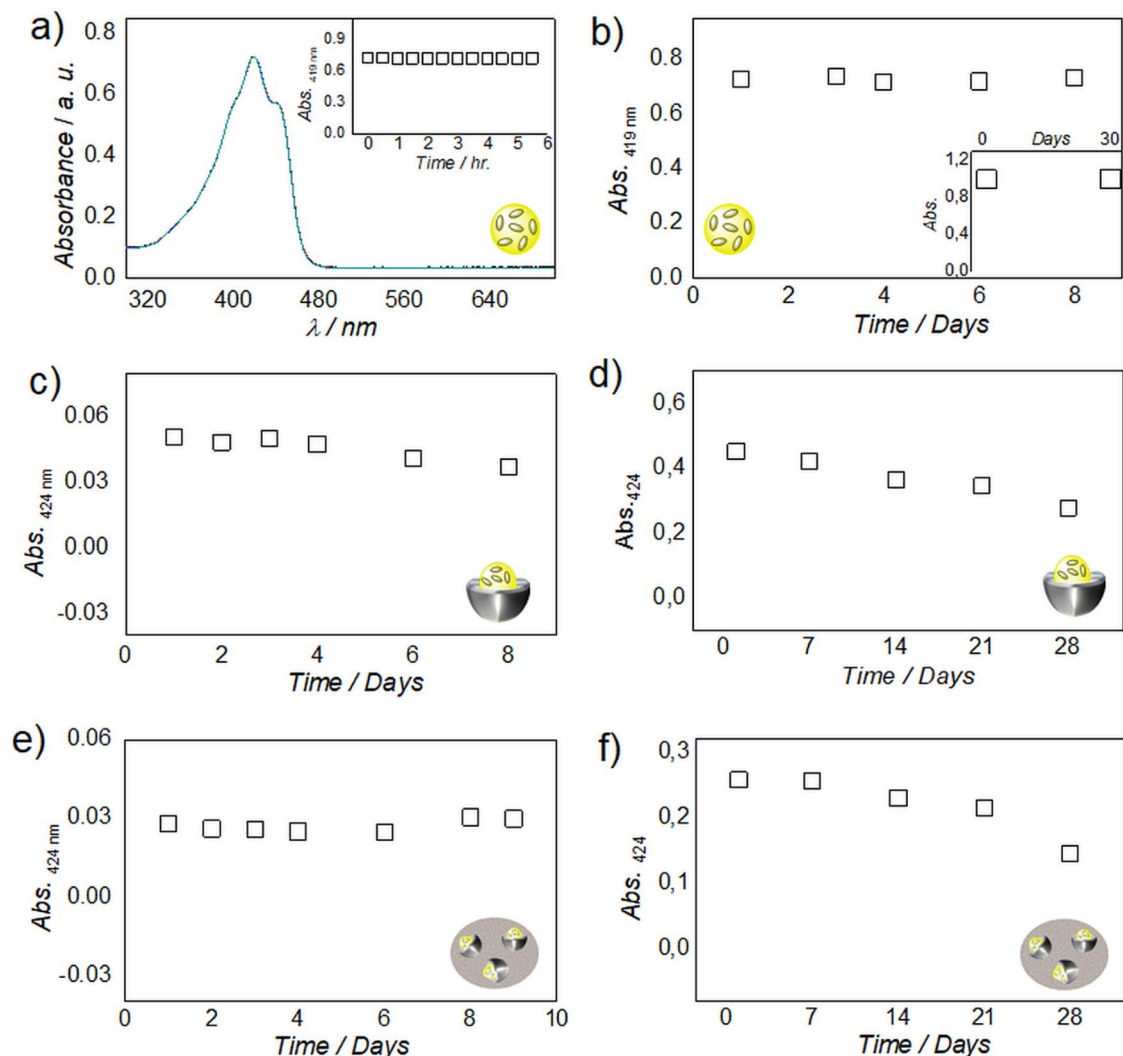 a)
Absorbance / a. u.
0.8
0.6
0.4
0.2
0.0
320 400 480 560 640
λ / nm
Abs. 419 nm
0.9
0.6
0.3
0.0
0 1 2 3 4 5 6
Time / hr.
b)
Abs. 419 nm
0.8
0.6
0.4
0.2
0.0
0 2 4 6 8
Time / Days
0 Days 30
Abs.
1,2
0,8
0,4
0,0
c)
Abs. 424 nm
0.06
0.03
0.00
-0.03
0 2 4 6 8
Time / Days
d)
Abs.424
0,6
0,4
0,2
0,0
0 7 14 21 28
Time / Days
e)
Abs. 424 nm
0.06
0.03
0.00
-0.03
0 2 4 6 8 10
Time / Days
f)
Abs. 424
0,3
0,2
0,1
0,0
0 7 14 21 28
Time / Days